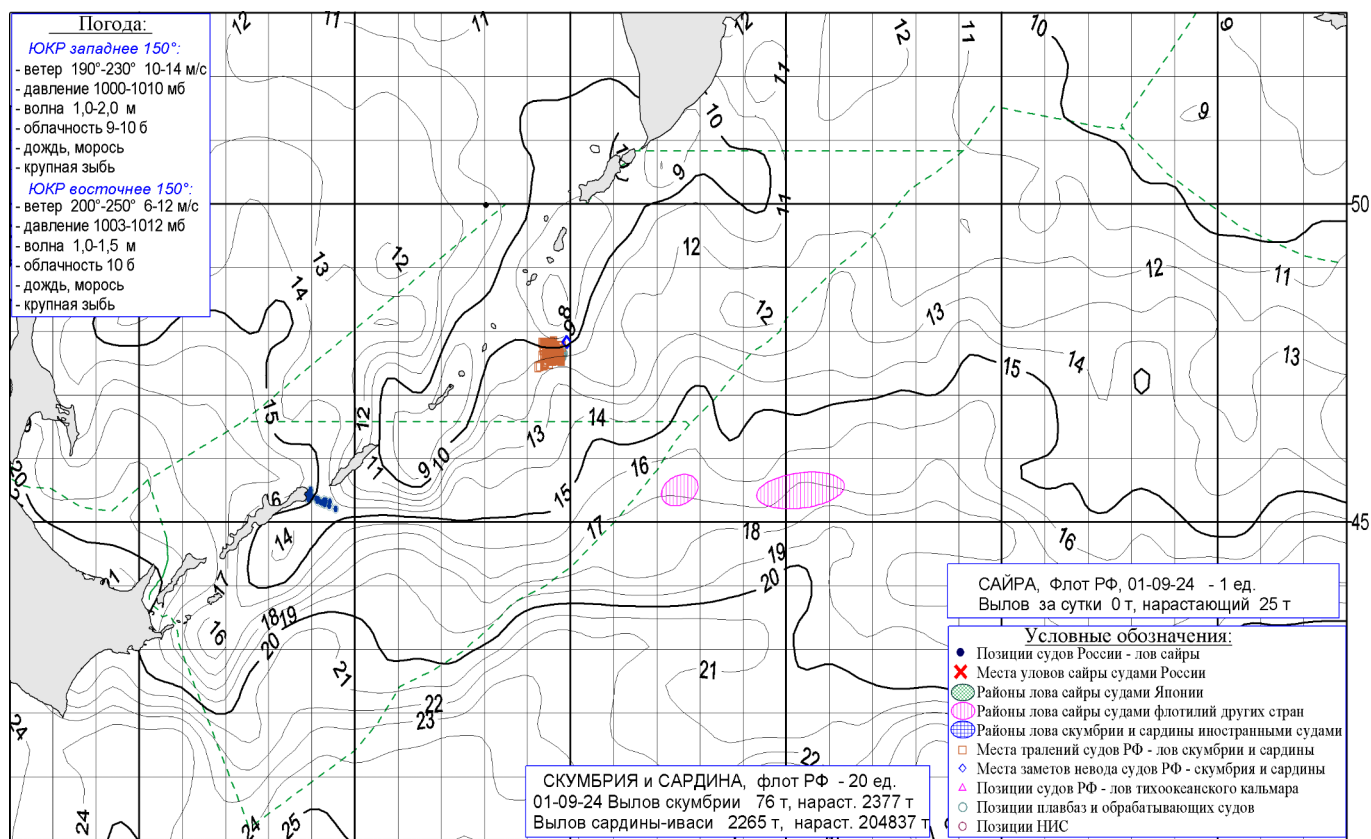 Погода:
ЮКР западнее 150°:
- ветер 190°-230° 10-14 м/с
- давление 1000-1010 мб
- волна 1,0-2,0 м
- облачность 9-10 б
- дождь, морось
- крупная зыбь
ЮКР восточнее 150°:
- ветер 200°-250° 6-12 м/с
- давление 1003-1012 мб
- волна 1,0-1,5 м
- облачность 10 б
- дождь, морось
- крупная зыбь
12 11 11 12 12 11 10 9
11
10 9
9
11 50
12 13 12 12 11
14
8
9 12 13
13
14
15
15 12 14
13
9 10 16
11
20
6 15
17 18 45
14 19 16
20
17
18 19
16 20
21 21
22
23
24
22
24 24 25
САЙРА, Флот РФ, 01-09-24 - 1 ед.
Вылов за сутки 0 т, нарастающий 25 т
Условные обозначения:
Позиции судов России - лов сайры
Места уловов сайры судами России
Районы лова сайры судами Японии
Районы лова сайры судами флотилий других стран
Районы лова скумбрии и сардины иностранными судами
Места тралений судов РФ - лов скумбрии и сардины
Места заметов невода судов РФ - скумбрия и сардины
Позиции судов РФ - лов тихоокеанского кальмара
Позиции плавбаз и обрабатывающих судов
Позиции НИС
СКУМБРИЯ и САРДИНА, флот РФ - 20 ед.
01-09-24 Вылов скумбрии 76 т, нараст. 2377 т
Вылов сардины-иваси 2265 т, нараст. 204837 т